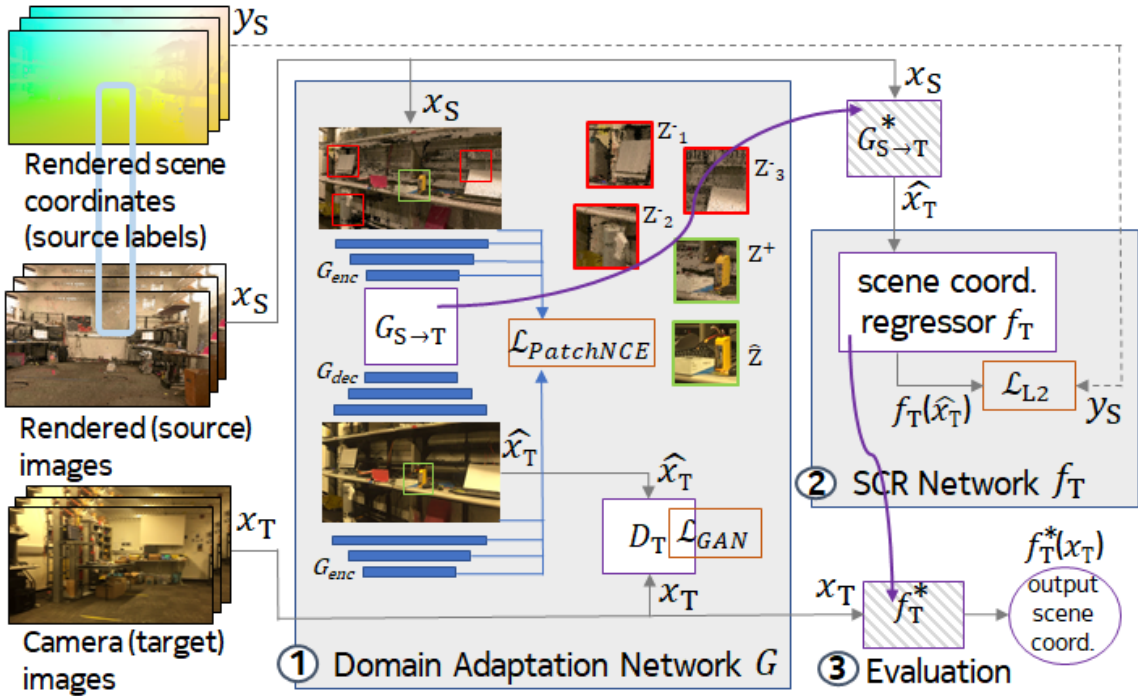 y_S
Rendered scene
coordinates
(source labels)
x_S
Rendered (source)
images
x_T
Camera (target)
images
x_S
G_enc
G_S→T
G_dec
x̂_T
G_enc
Z⁻₁
Z⁻₃
Z⁻₂
Z⁺
ẑ
ℒ_PatchNCE
x̂_T
D_T
ℒ_GAN
x_T
1 Domain Adaptation Network G
x_S
G*_S→T
x̂_T
scene coord.
regressor f_T
f_T(x̂_T)
ℒ_L2
y_S
2 SCR Network f_T
x_T
f*_T
f*_T(x_T)
output
scene
coord.
3 Evaluation